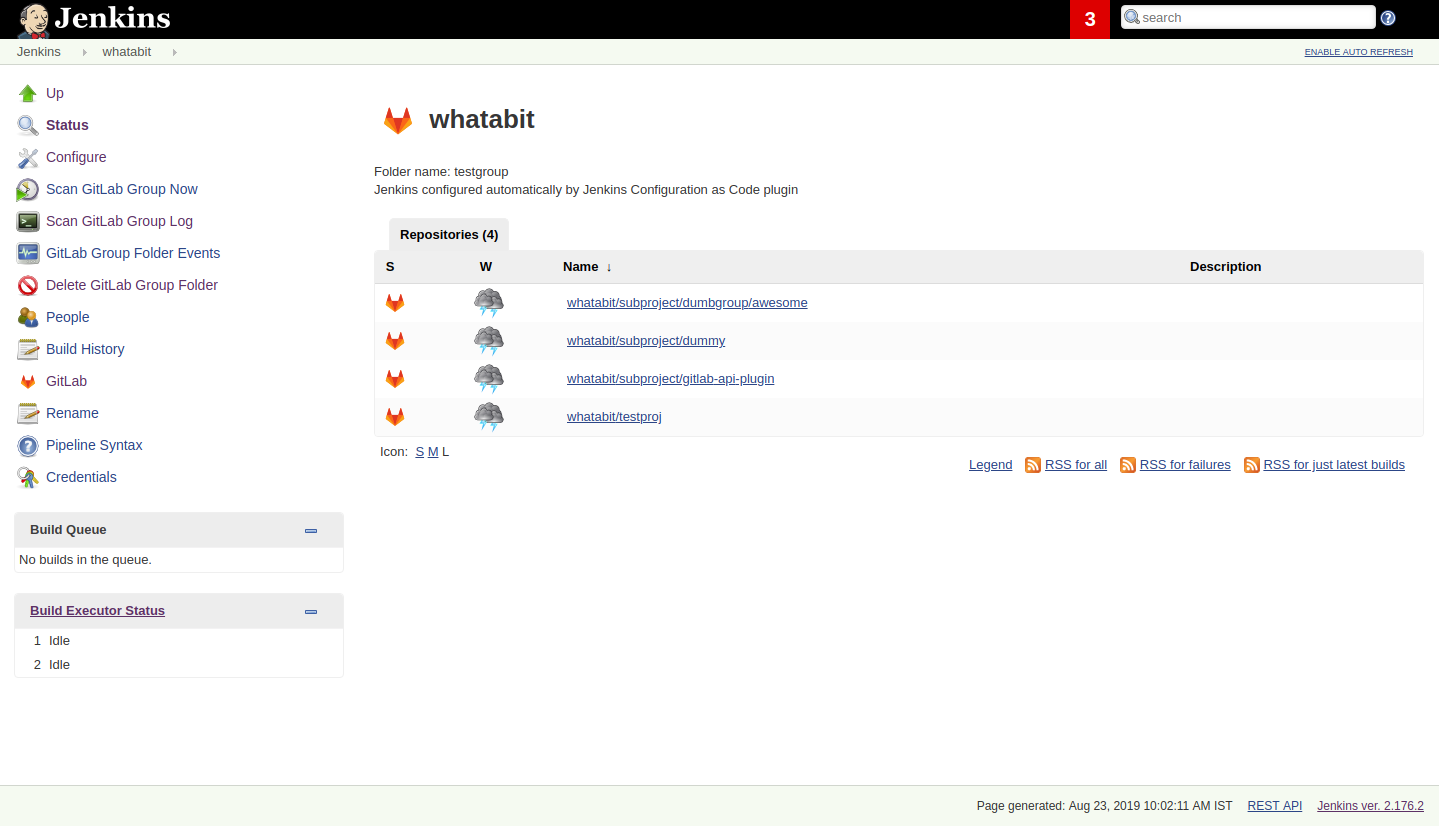 Jenkins
3
search
Jenkins whatabit
ENABLE AUTO REFRESH
Up
Status
Configure
Scan GitLab Group Now
Scan GitLab Group Log
GitLab Group Folder Events
Delete GitLab Group Folder
People
Build History
GitLab
Rename
Pipeline Syntax
Credentials
Build Queue
No builds in the queue.
Build Executor Status
1 Idle
2 Idle
whatabit
Folder name: testgroup
Jenkins configured automatically by Jenkins Configuration as Code plugin
Repositories (4)
S W Name ↓ Description
whatabit/subproject/dumbgroup/awesome
whatabit/subproject/dummy
whatabit/subproject/gitlab-api-plugin
whatabit/testproj
Icon: S M L
Legend RSS for all RSS for failures RSS for just latest builds
Page generated: Aug 23, 2019 10:02:11 AM IST REST API Jenkins ver. 2.176.2